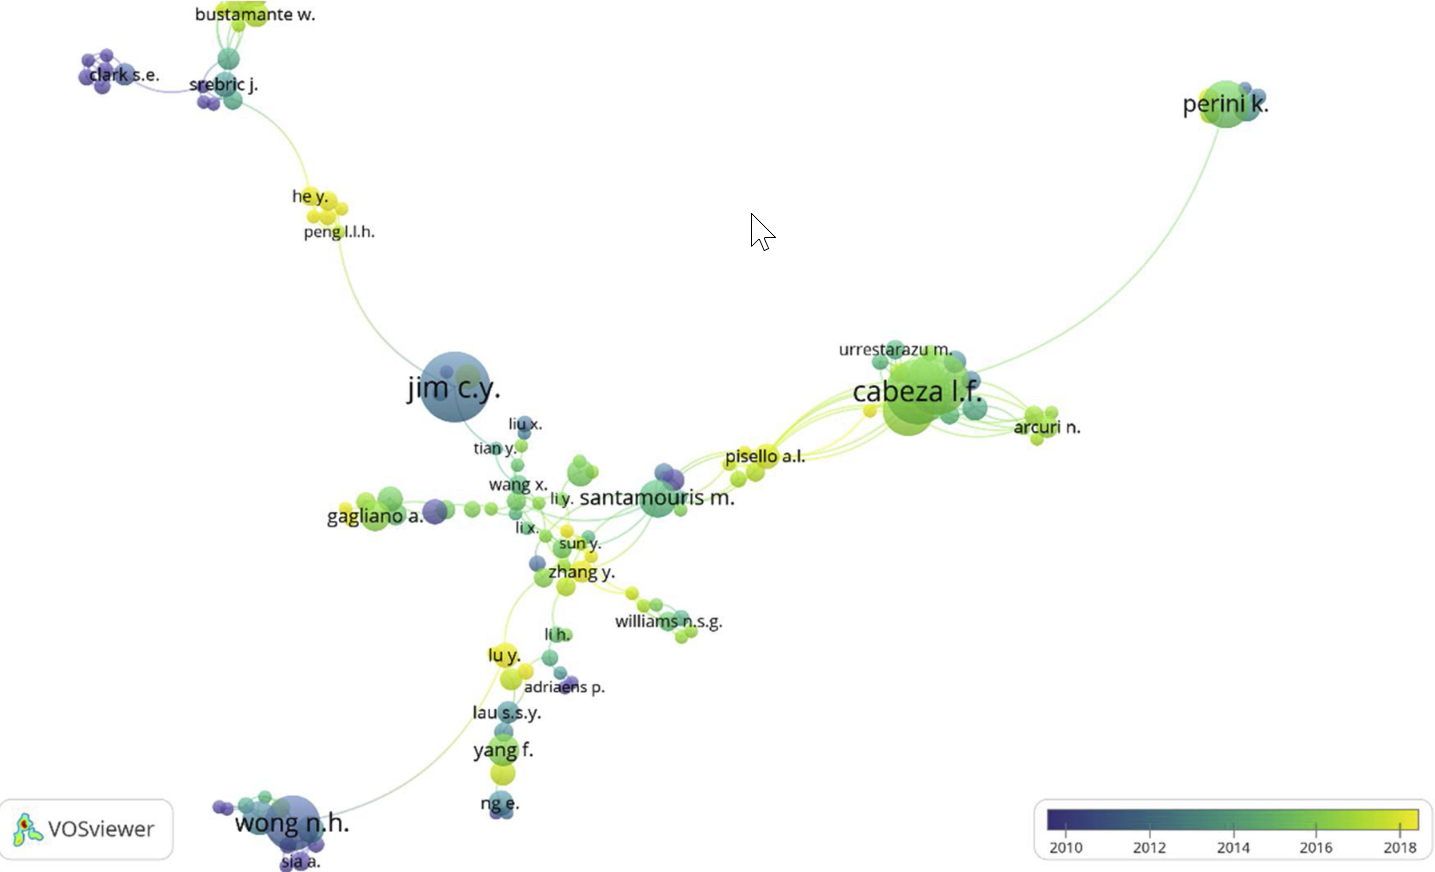 bustamante w.
clark s.e.
srebric j.
perini k.
he y.
peng l.l.h.
urrestarazu m.
jim c.y.
cabeza l.f.
liu x.
arcuri n.
tian y.
pisello a.l.
wang x.
li y.
santamouris m.
gagliano a.
li x.
sun y.
zhang y.
williams n.s.g.
li h.
lu y.
adriaens p.
lau s.s.y.
yang f.
ng e.
wong n.h.
sia a.
VOSviewer
2010 2012 2014 2016 2018